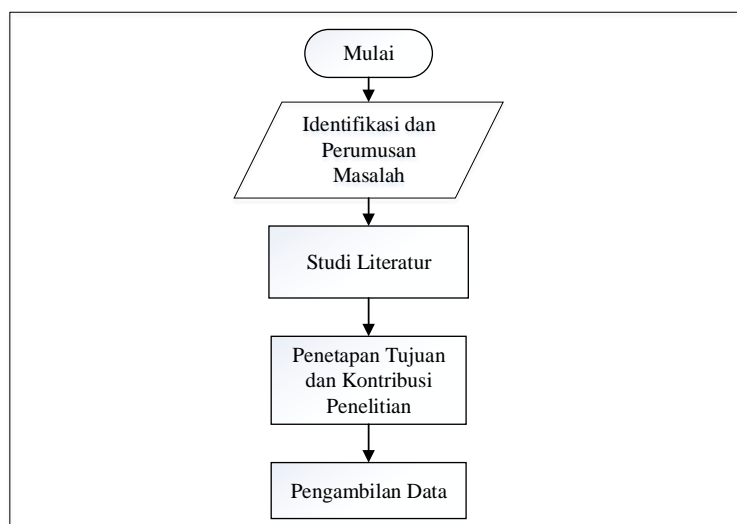 Mulai
Identifikasi dan
Perumusan
Masalah
Studi Literatur
Penetapan Tujuan
dan Kontribusi
Penelitian
Pengambilan Data